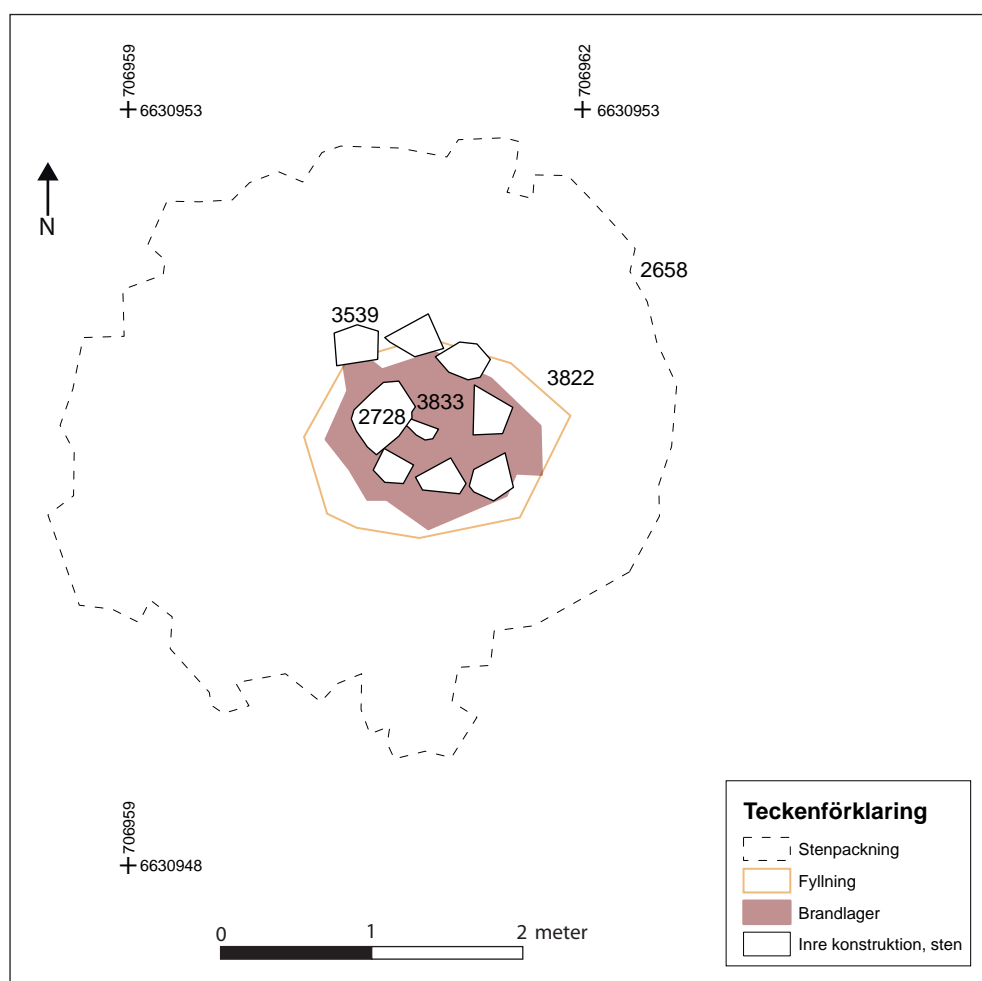 706959
706962
6630953
6630953
N
2658
3539
3822
3833
2728
706959
6630948
Teckenförklaring
Stenpackning
Fyllning
Brandlager
Inre konstruktion, sten
0 1 2 meter